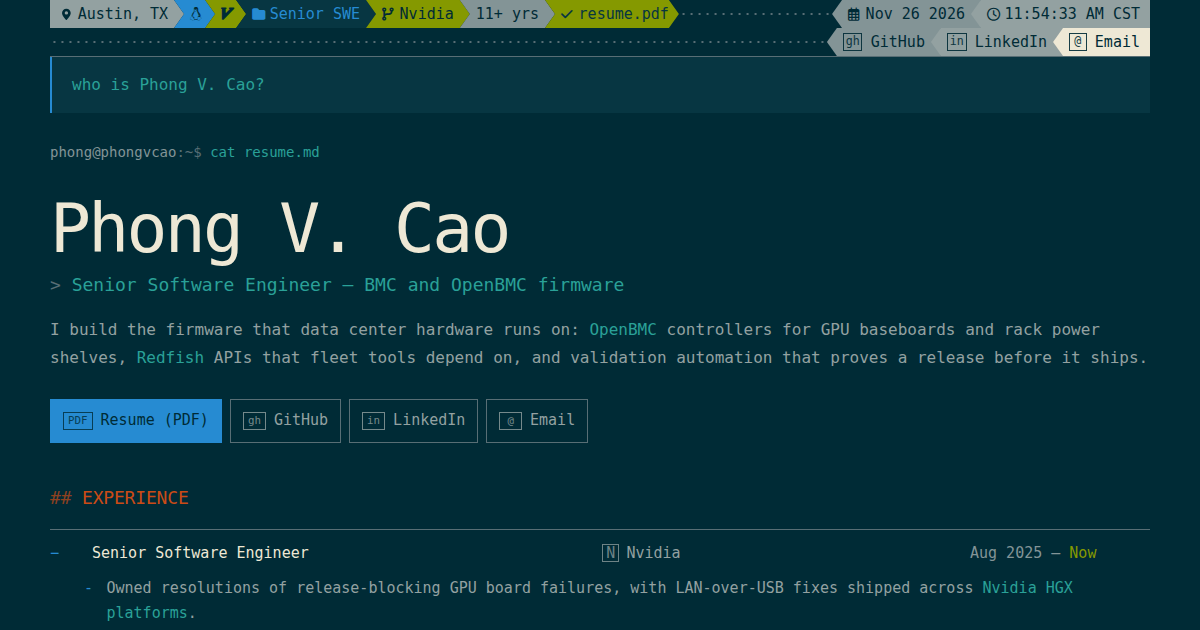 Austin, TX Senior SWE Nvidia 11+ yrs resume.pdf Nov 26 2026 11:54:33 AM CST
gh GitHub in LinkedIn @ Email
who is Phong V. Cao?
phong@phongvcao:~$ cat resume.md
Phong V. Cao
> Senior Software Engineer — BMC and OpenBMC firmware
I build the firmware that data center hardware runs on: OpenBMC controllers for GPU baseboards and rack power
shelves, Redfish APIs that fleet tools depend on, and validation automation that proves a release before it ships.
PDF Resume (PDF) gh GitHub in LinkedIn @ Email
## EXPERIENCE
— Senior Software Engineer N Nvidia Aug 2025 — Now
- Owned resolutions of release-blocking GPU board failures, with LAN-over-USB fixes shipped across Nvidia HGX
platforms.